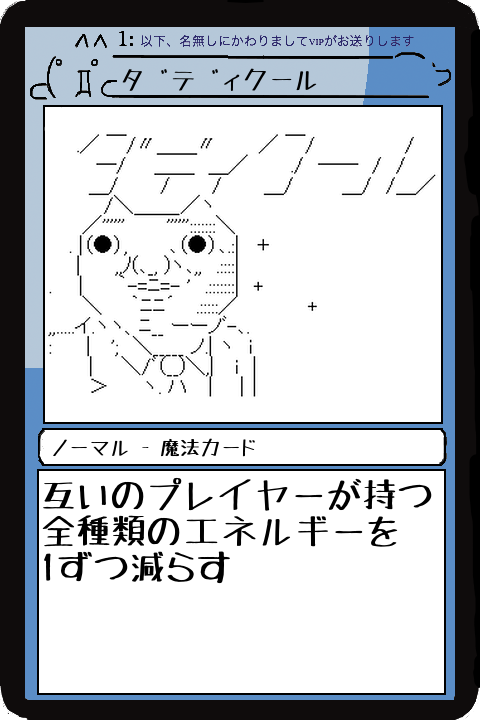 1: 以下、名無しにかわりましてVIPがお送りします
ダディクール
ダディクール
ノーマル - 魔法カード
互いのプレイヤーが持つ
全種類のエネルギーを
1ずつ減らす